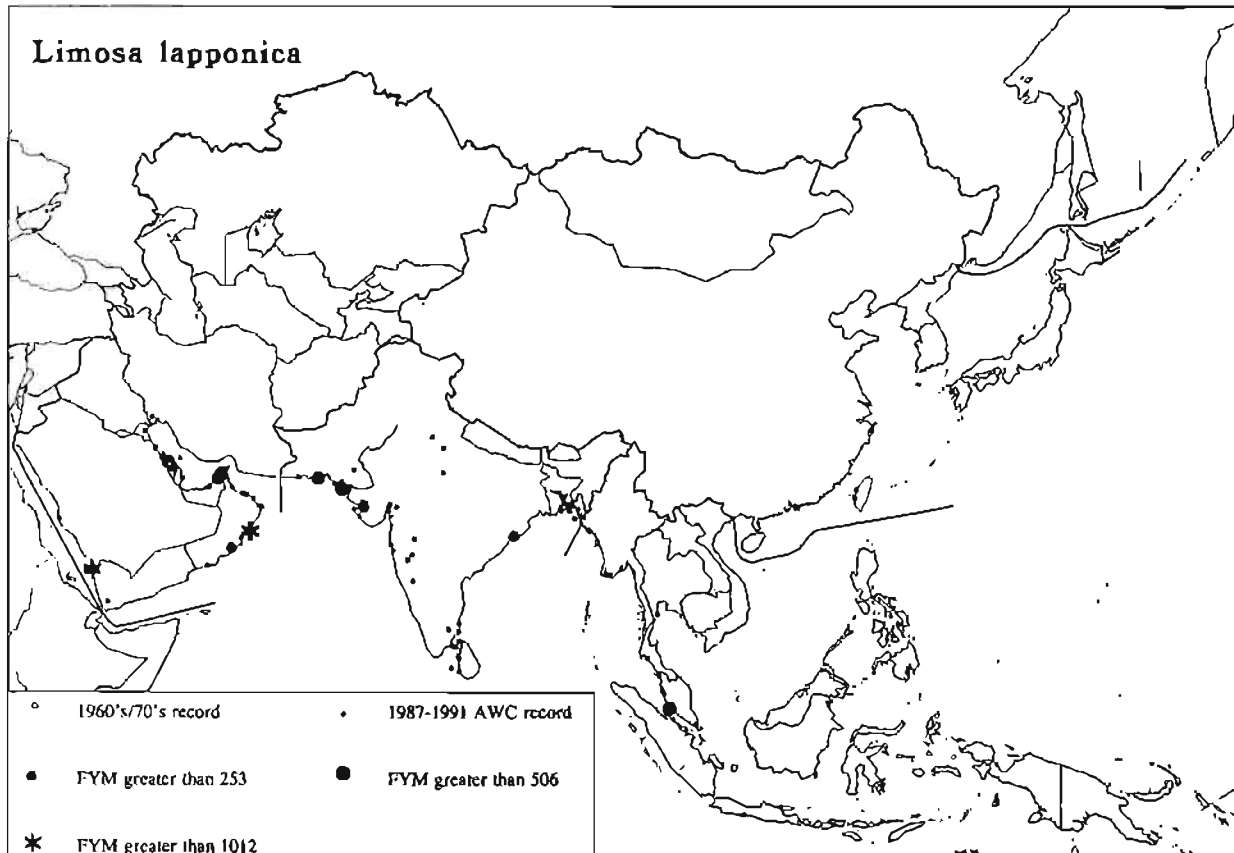 Limosa lapponica
1960's/70's record
1987-1991 AWC record
FYM greater than 253
FYM greater than 506
FYM greater than 1012